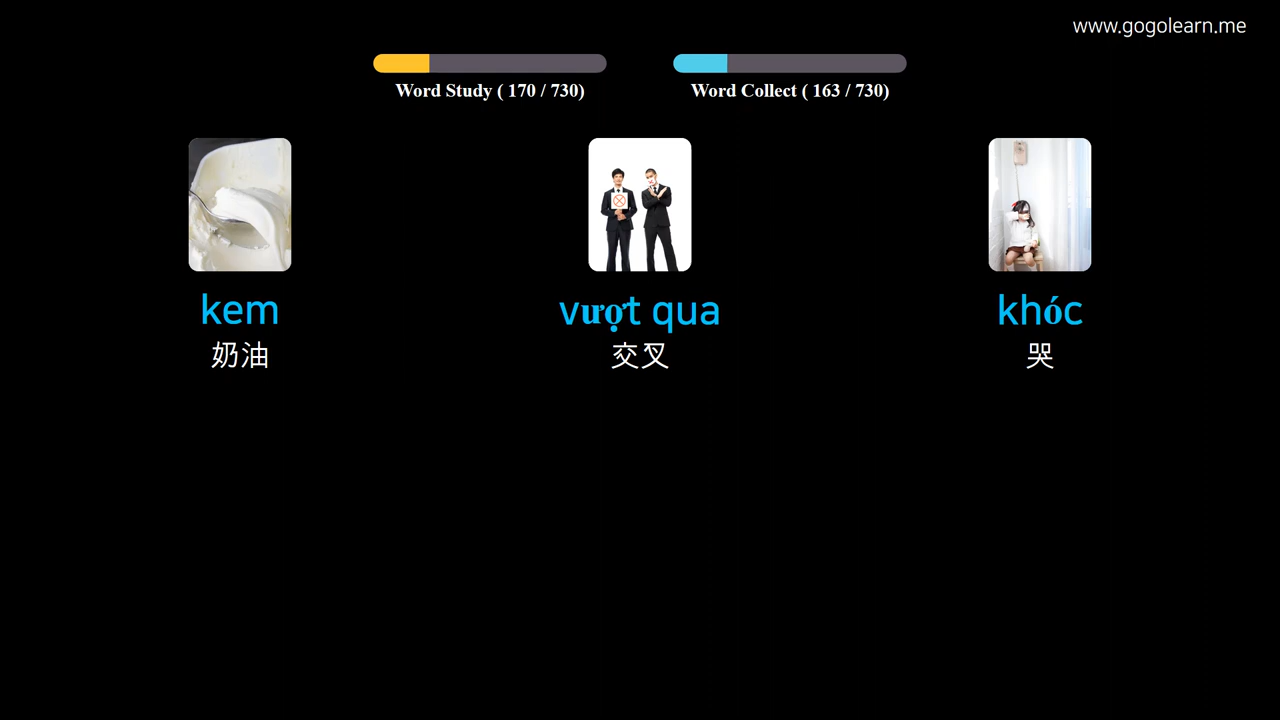 www.gogolearn.me
Word Study ( 170 / 730)
Word Collect ( 163 / 730)
kem
vượt qua
khóc
奶油
交叉
哭